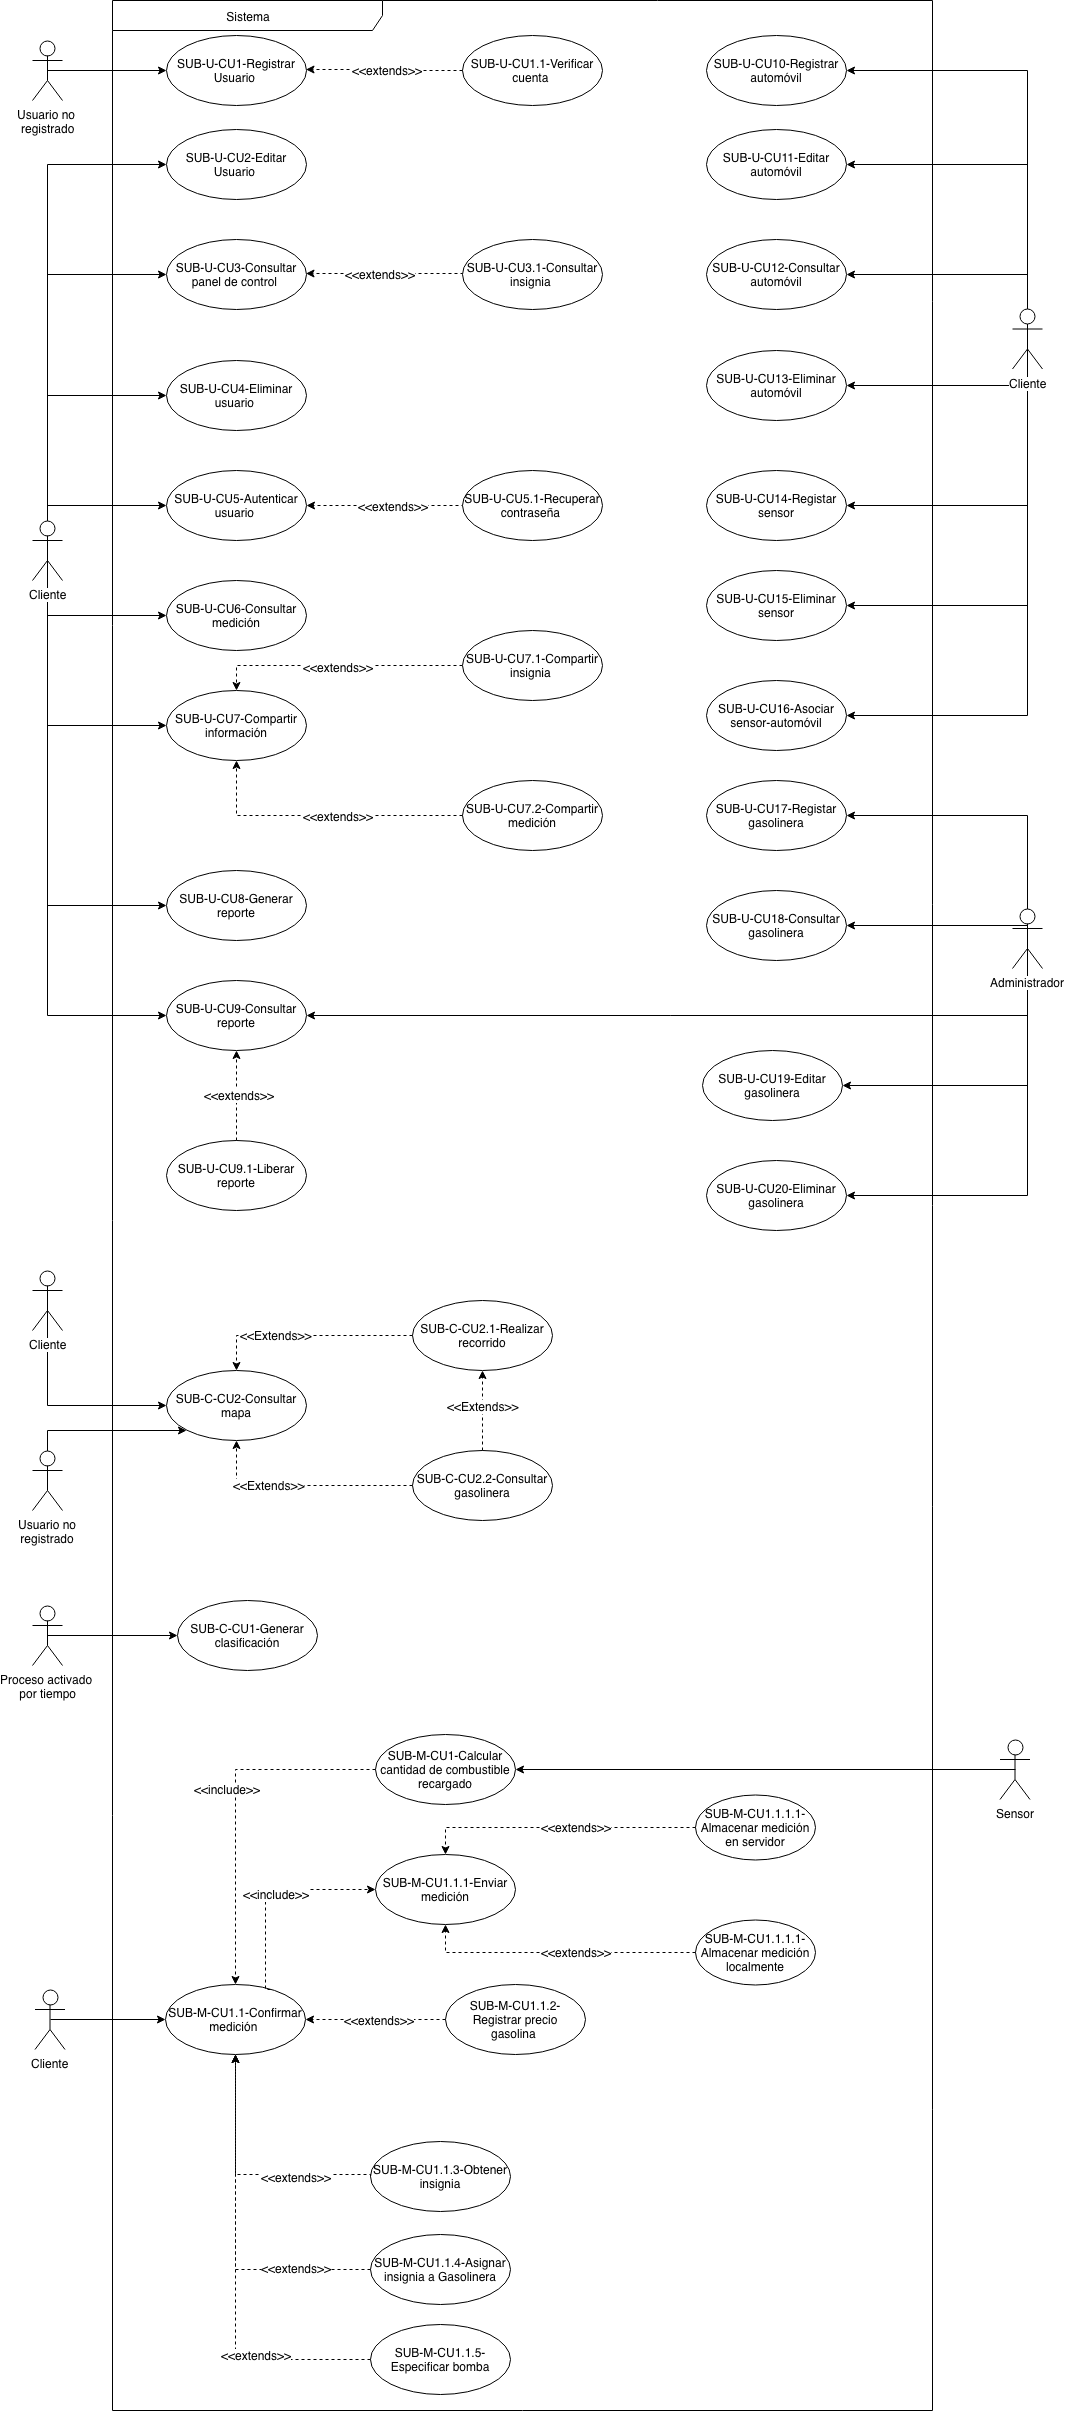 Sistema
SUB-U-CU1-Registrar
Usuario
<<extends>>
SUB-U-CU1.1-Verificar
cuenta
SUB-U-CU10-Registrar
automóvil
Usuario no
registrado
SUB-U-CU2-Editar
Usuario
SUB-U-CU11-Editar
automóvil
SUB-U-CU3-Consultar
panel de control
<<extends>>
SUB-U-CU3.1-Consultar
insignia
SUB-U-CU12-Consultar
automóvil
SUB-U-CU4-Eliminar
usuario
SUB-U-CU13-Eliminar
automóvil
Cliente
SUB-U-CU5-Autenticar
usuario
<<extends>>
SUB-U-CU5.1-Recuperar
contraseña
SUB-U-CU14-Registar
sensor
Cliente
SUB-U-CU6-Consultar
medición
SUB-U-CU15-Eliminar
sensor
<<extends>>
SUB-U-CU7.1-Compartir
insignia
SUB-U-CU7-Compartir
información
SUB-U-CU16-Asociar
sensor-automóvil
<<extends>>
SUB-U-CU7.2-Compartir
medición
SUB-U-CU17-Registar
gasolinera
SUB-U-CU8-Generar
reporte
SUB-U-CU18-Consultar
gasolinera
Administrador
SUB-U-CU9-Consultar
reporte
<<extends>>
SUB-U-CU19-Editar
gasolinera
SUB-U-CU9.1-Liberar
reporte
SUB-U-CU20-Eliminar
gasolinera
Cliente
<<Extends>>
SUB-C-CU2.1-Realizar
recorrido
SUB-C-CU2-Consultar
mapa
<<Extends>>
<<Extends>>
SUB-C-CU2.2-Consultar
gasolinera
Usuario no
registrado
SUB-C-CU1-Generar
clasificación
Proceso activado
por tiempo
SUB-M-CU1-Calcular
cantidad de combustible
recargado
<<include>>
Sensor
SUB-M-CU1.1.1.1-
Almacenar medición
en servidor
<<extends>>
SUB-M-CU1.1.1-Enviar
medición
<<include>>
SUB-M-CU1.1.1.1-
Almacenar medición
localmente
<<extends>>
SUB-M-CU1.1-Confirmar
medición
<<extends>>
SUB-M-CU1.1.2-
Registrar precio
gasolina
Cliente
<<extends>>
SUB-M-CU1.1.3-Obtener
insignia
<<extends>>
SUB-M-CU1.1.4-Asignar
insignia a Gasolinera
<<extends>>
SUB-M-CU1.1.5-
Especificar bomba